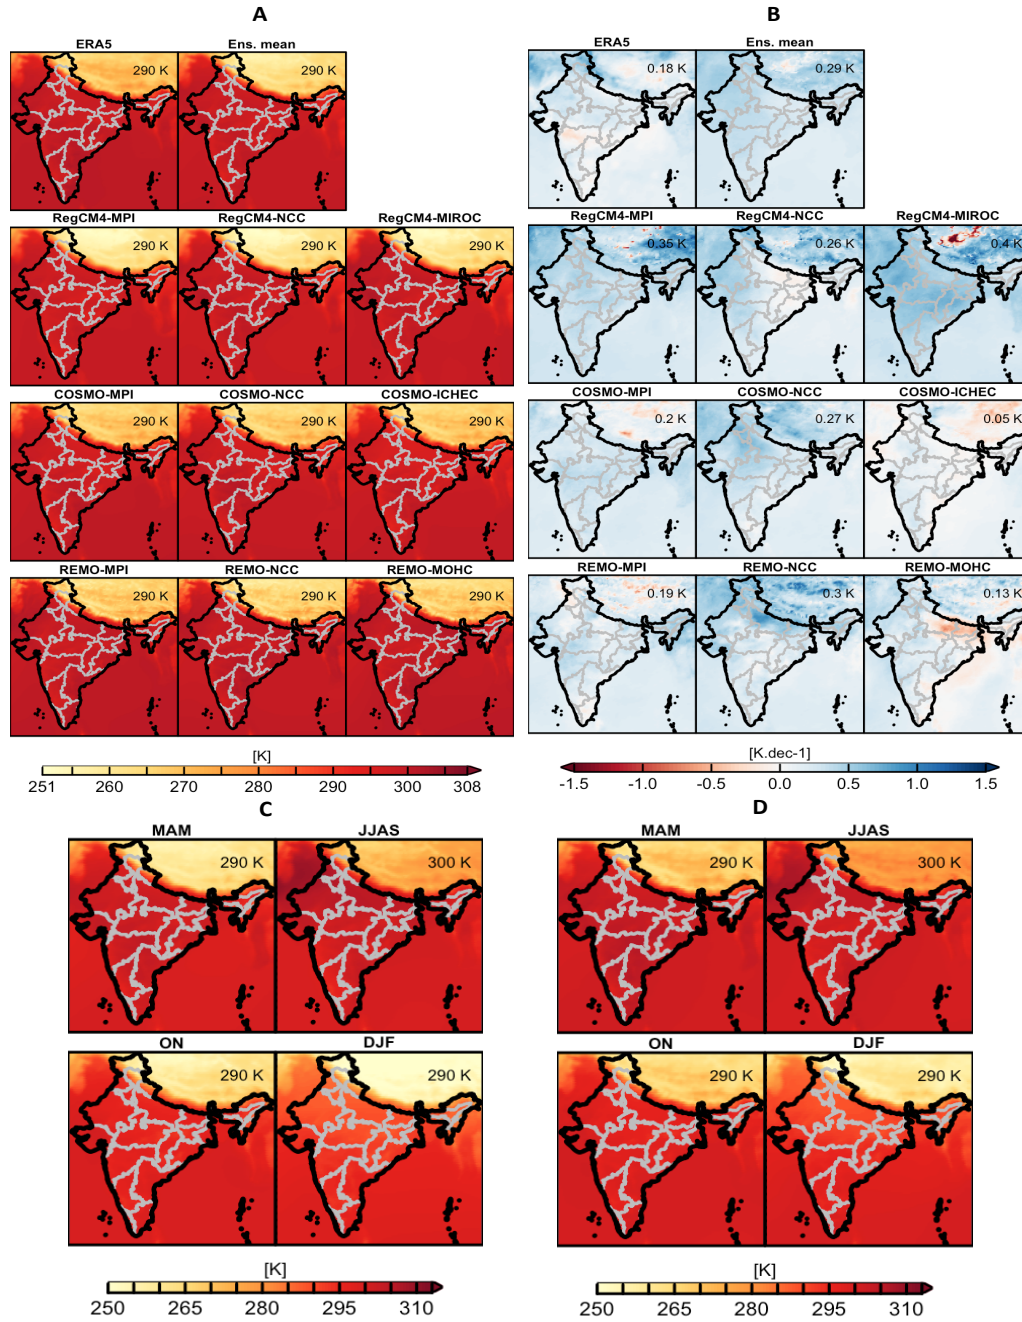 A
B
ERA5
Ens. mean
290 K
290 K
ERA5
Ens. mean
0.18 K
0.29 K
RegCM4-MPI
RegCM4-NCC
RegCM4-MIROC
290 K
290 K
290 K
RegCM4-MPI
RegCM4-NCC
RegCM4-MIROC
0.35 K
0.26 K
0.4 K
COSMO-MPI
COSMO-NCC
COSMO-ICHEC
290 K
290 K
290 K
COSMO-MPI
COSMO-NCC
COSMO-ICHEC
0.2 K
0.27 K
0.05 K
REMO-MPI
REMO-NCC
REMO-MOHC
290 K
290 K
290 K
REMO-MPI
REMO-NCC
REMO-MOHC
0.19 K
0.3 K
0.13 K
[K]
251 260 270 280 290 300 308
[K.dec-1]
-1.5 -1.0 -0.5 0.0 0.5 1.0 1.5
C
D
MAM
JJAS
290 K
300 K
MAM
JJAS
290 K
300 K
ON
DJF
290 K
290 K
ON
DJF
290 K
290 K
[K]
250 265 280 295 310
[K]
250 265 280 295 310